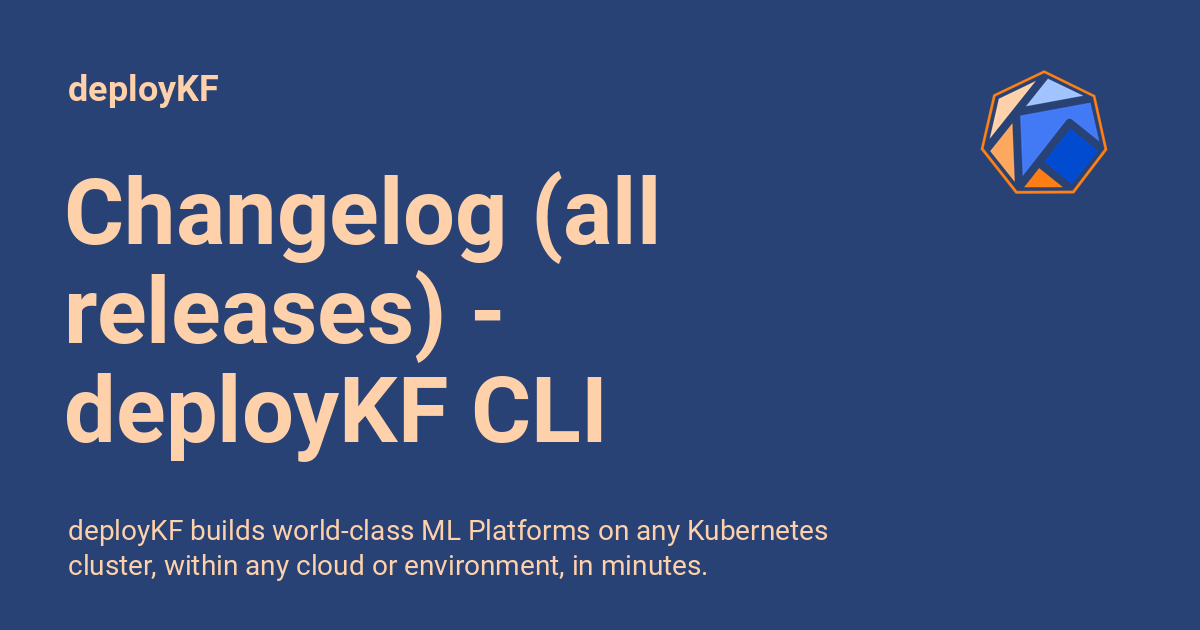 deployKF
Changelog (all
releases) -
deployKF CLI
deployKF builds world-class ML Platforms on any Kubernetes
cluster, within any cloud or environment, in minutes.